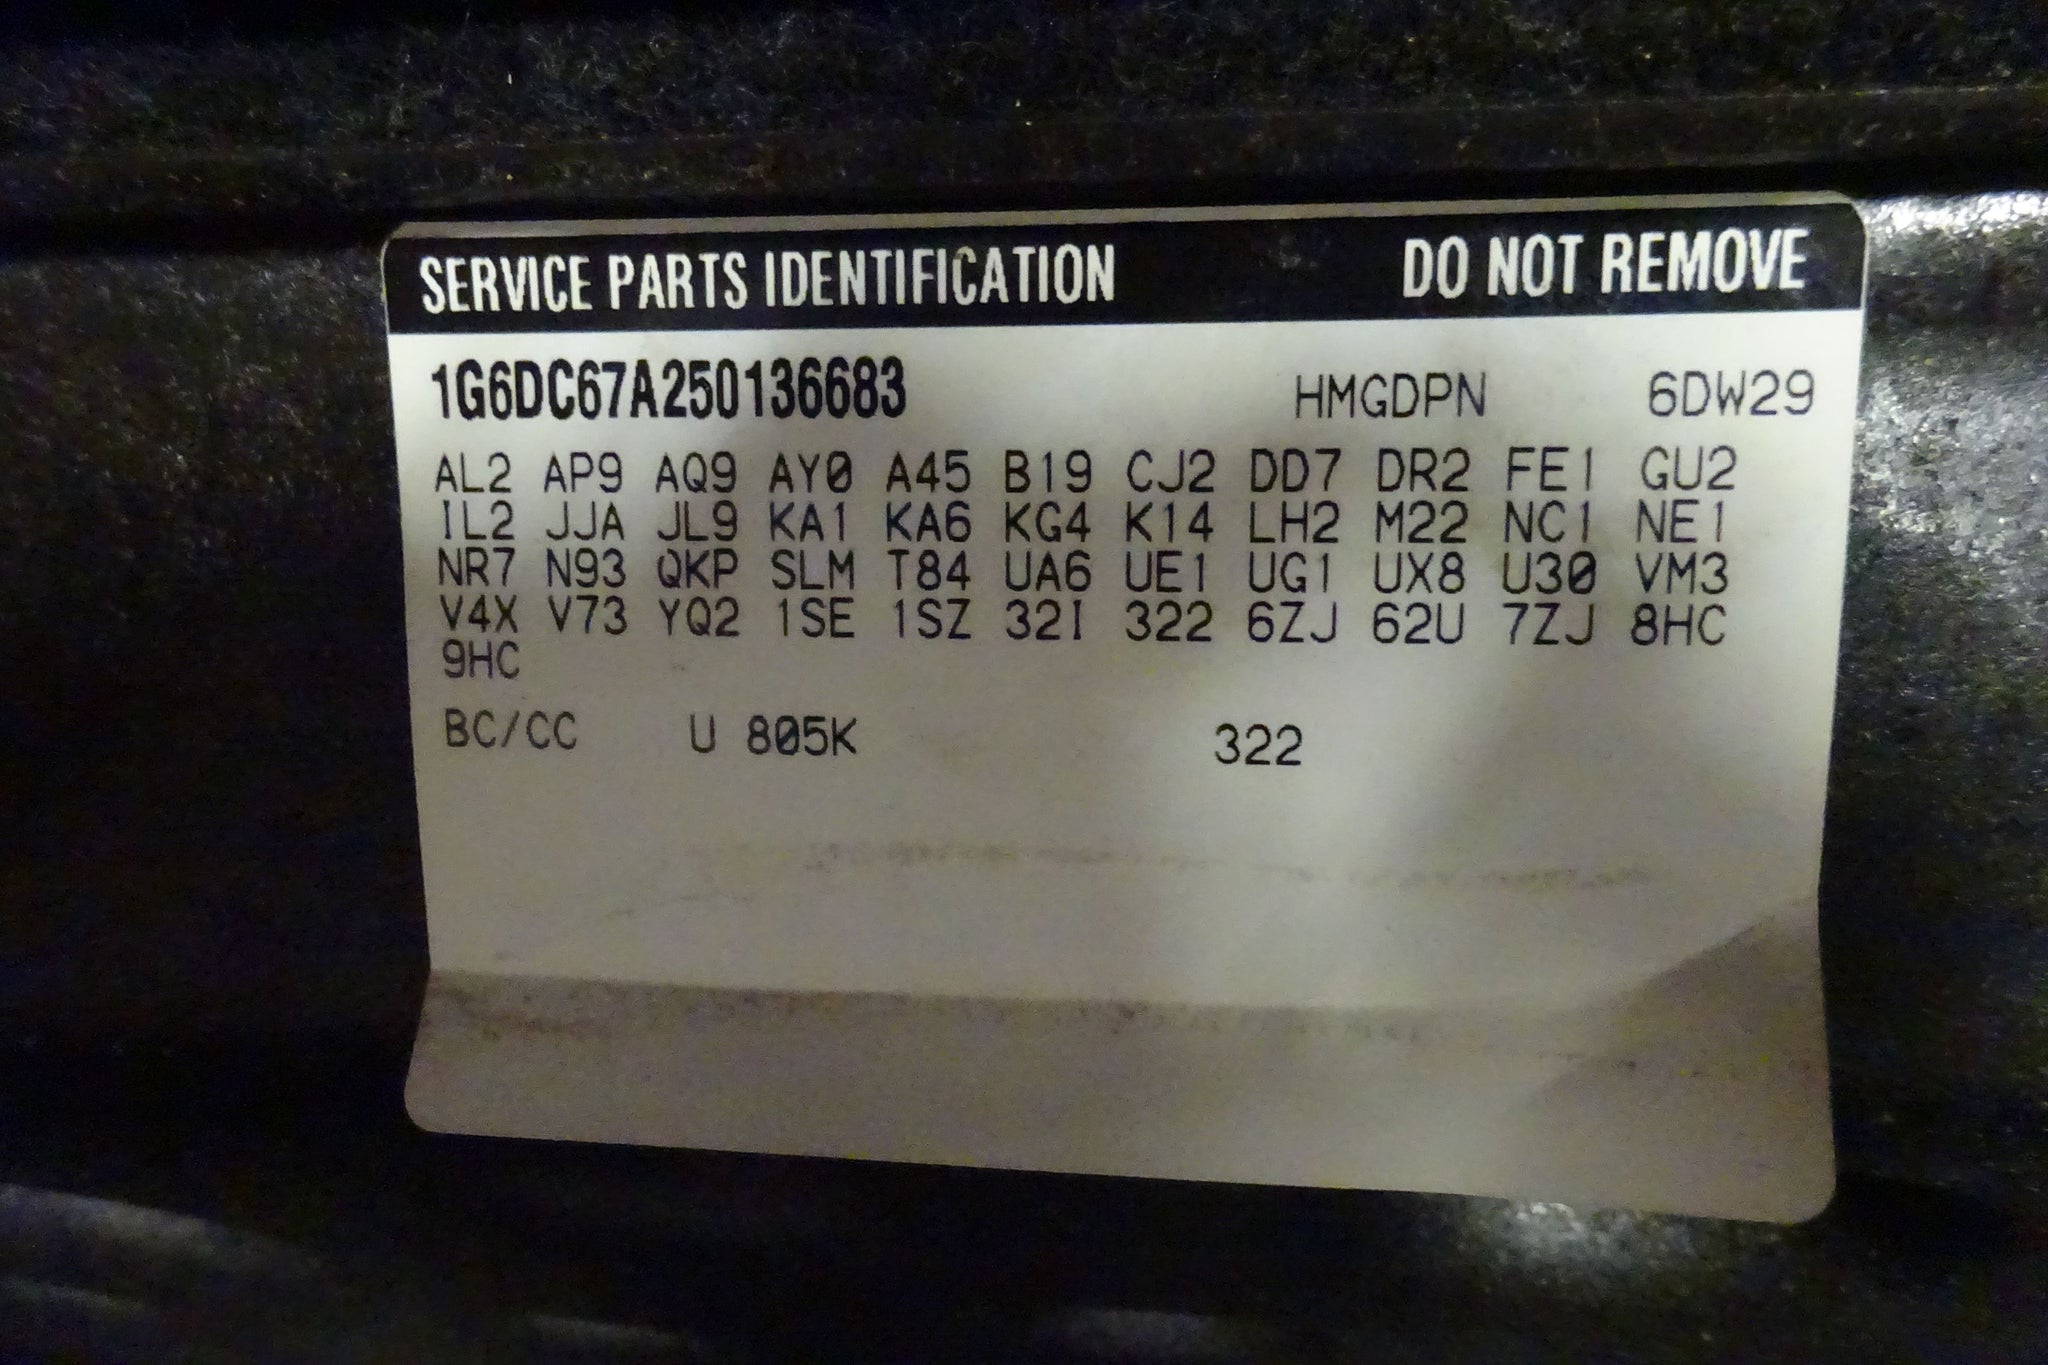 SERVICE PARTS IDENTIFICATION DO NOT REMOVE
1G6DC67A250136683 HMGDPN 6DW29
AL2 AP9 AQ9 AY0 A45 B19 CJ2 DD7 DR2 FE1 GU2
IL2 JJA JL9 KA1 KA6 KG4 K14 LH2 M22 NC1 NE1
NR7 N93 QKP SLM T84 UA6 UE1 UG1 UX8 U30 VM3
V4X V73 YQ2 1SE 1SZ 32I 322 6ZJ 62U 7ZJ 8HC
9HC
BC/CC U 805K 322